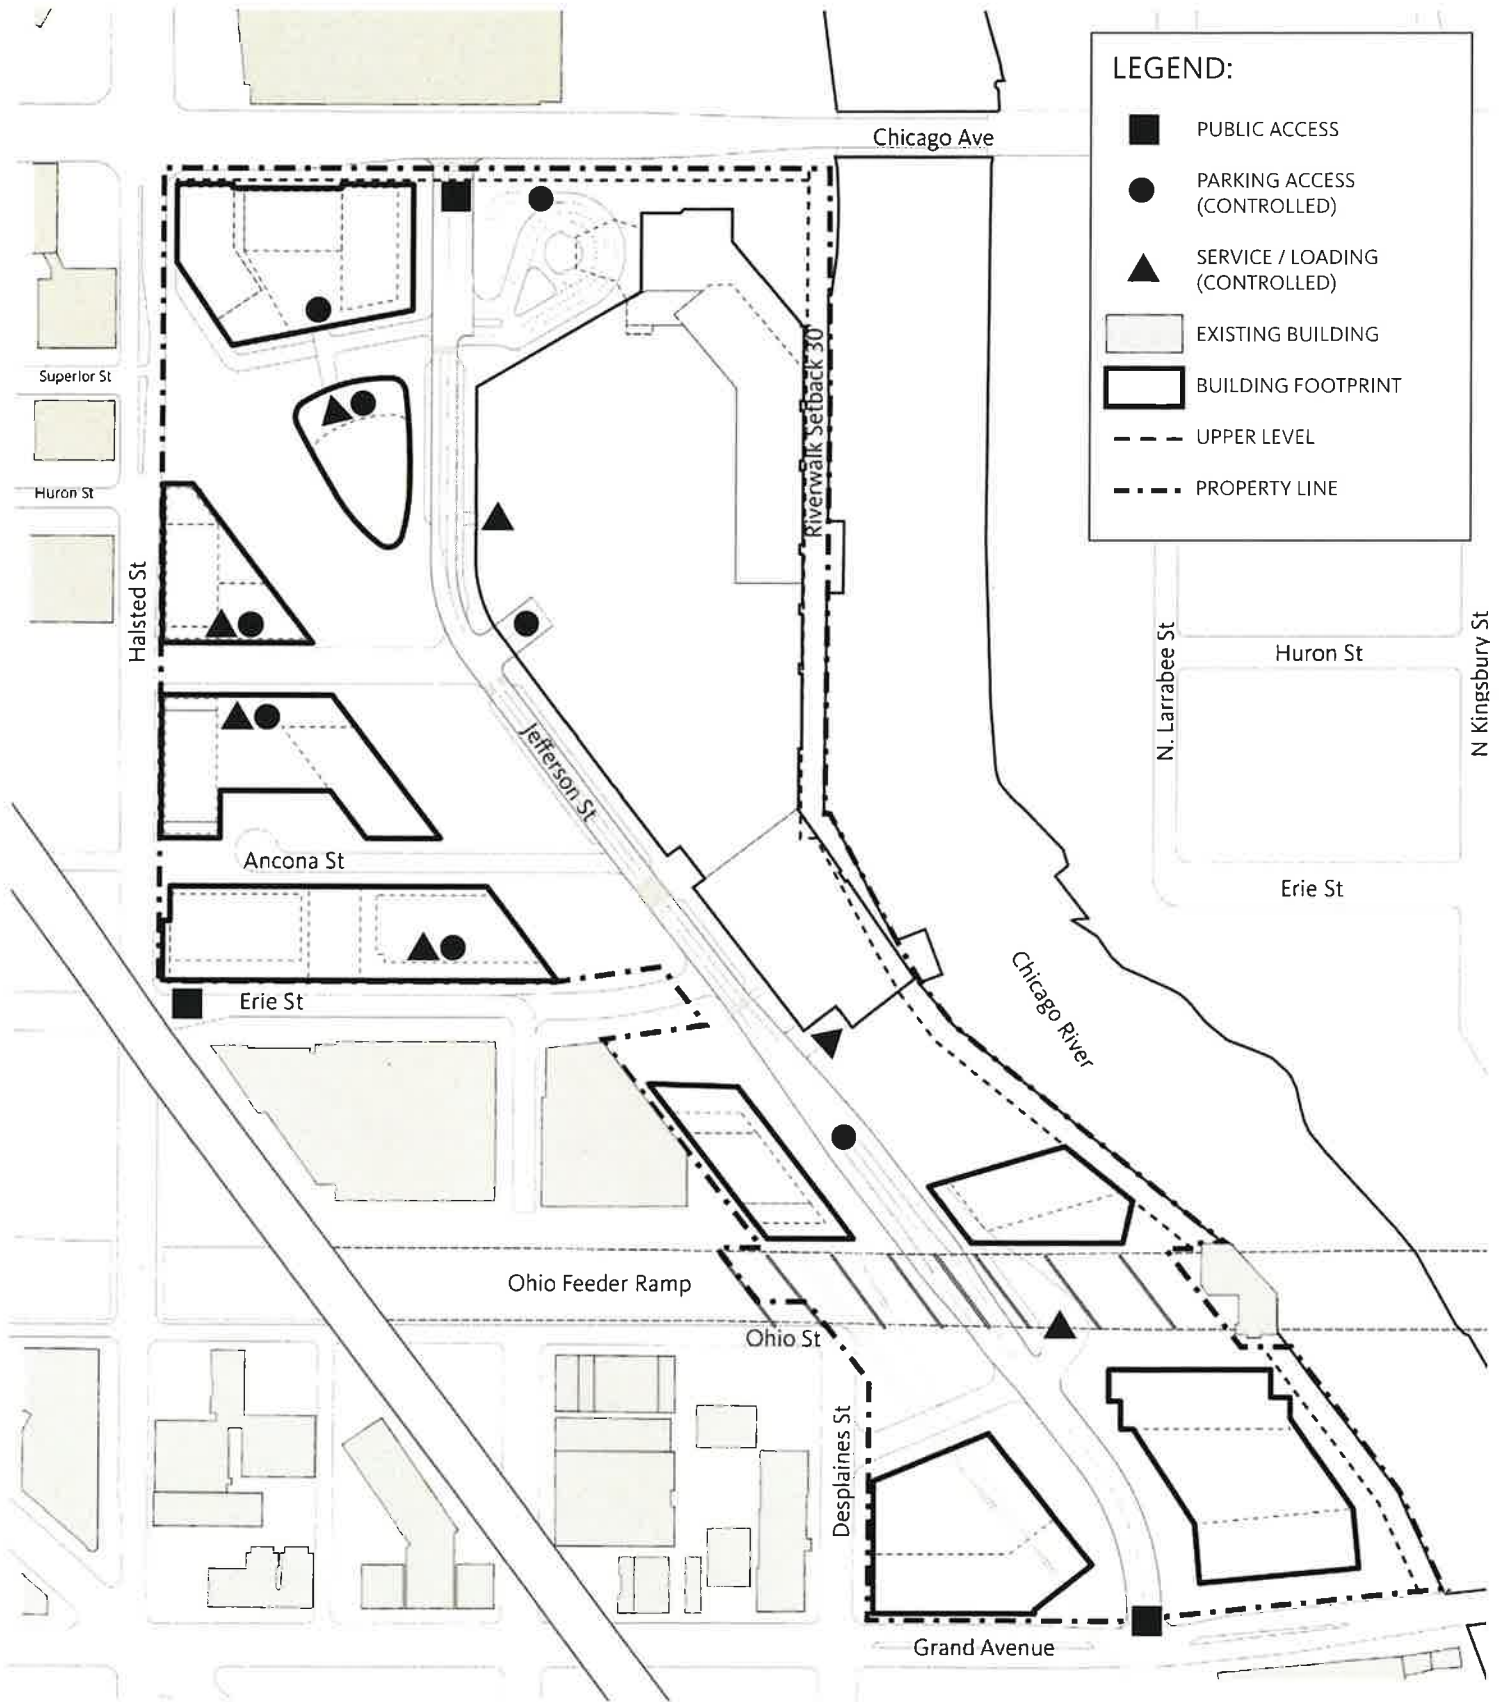 LEGEND:
PUBLIC ACCESS
PARKING ACCESS
(CONTROLLED)
SERVICE / LOADING
(CONTROLLED)
EXISTING BUILDING
BUILDING FOOTPRINT
UPPER LEVEL
PROPERTY LINE
Chicago Ave
Superior St
Riverwalk Setback 30'
Huron St
Halsted St
N. Larrabee St
Huron St
N Kingsbury St
Jefferson St
Ancona St
Erie St
Erie St
Chicago River
Ohio Feeder Ramp
Ohio St
Desplaines St
Grand Avenue